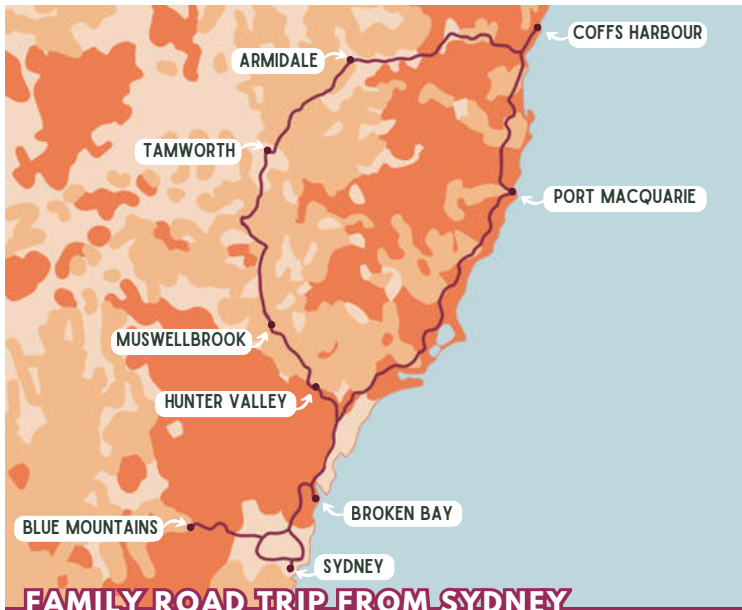 COFFS HARBOUR
ARMIDALE
TAMWORTH
PORT MACQUARIE
MUSWELLBROOK
HUNTER VALLEY
BROKEN BAY
BLUE MOUNTAINS
SYDNEY
FAMILY ROAD TRIP FROM SYDNEY